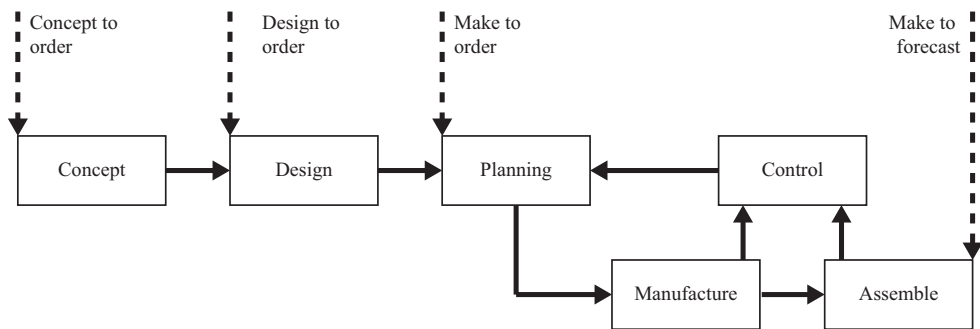 Concept to
order
Design to
order
Make to
order
Make to
forecast
Concept
Design
Planning
Control
Manufacture
Assemble